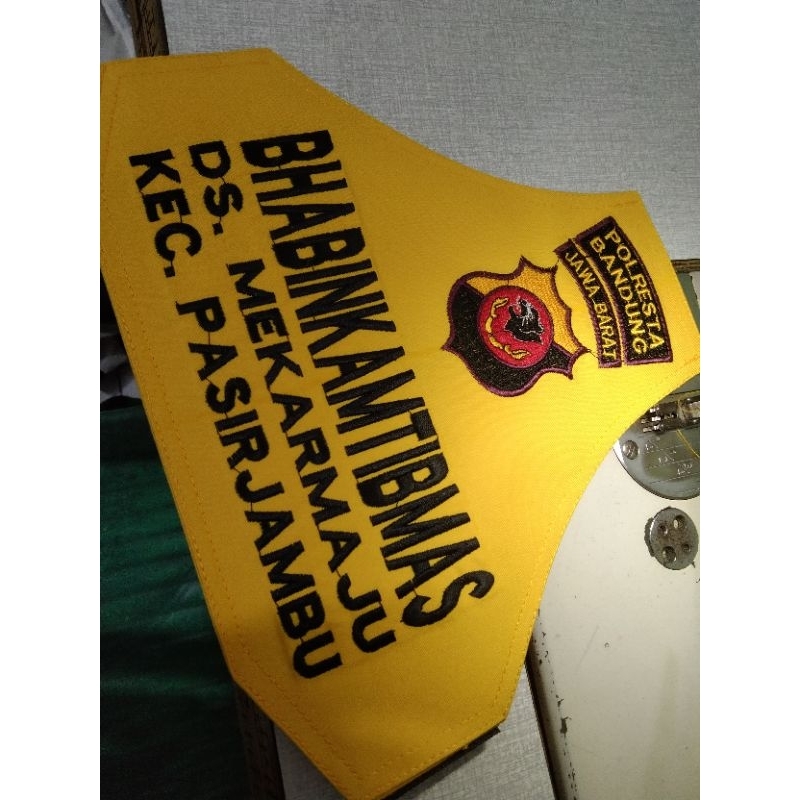 POLRESTA
BANDUNG
JAWA BARAT
BHABINKAMTIBMAS
DS. MEKARMAJU
KEC. PASIRJAMBU